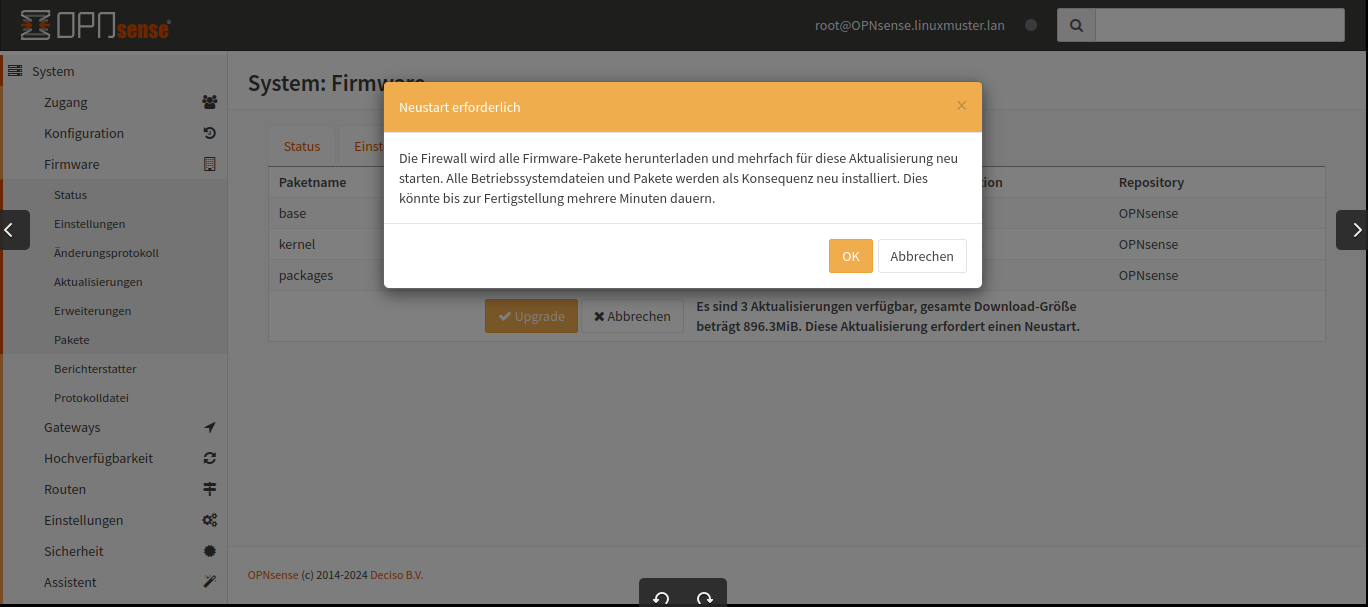 OPNsense®
root@OPNsense.linuxmuster.lan
System
Zugang
Konfiguration
Firmware
Status
Einstellungen
Änderungsprotokoll
Aktualisierungen
Erweiterungen
Pakete
Berichterstatter
Protokolldatei
Gateways
Hochverfügbarkeit
Routen
Einstellungen
Sicherheit
Assistent
System: Firmware
Status
Einst
Paketname
ion
Repository
base
OPNsense
kernel
OPNsense
packages
OPNsense
Neustart erforderlich
×
Die Firewall wird alle Firmware-Pakete herunterladen und mehrfach für diese Aktualisierung neu
starten. Alle Betriebssystemdateien und Pakete werden als Konsequenz neu installiert. Dies
könnte bis zur Fertigstellung mehrere Minuten dauern.
OK
Abbrechen
Upgrade
Abbrechen
Es sind 3 Aktualisierungen verfügbar, gesamte Download-Größe
beträgt 896.3MiB. Diese Aktualisierung erfordert einen Neustart.
OPNsense (c) 2014-2024 Deciso B.V.